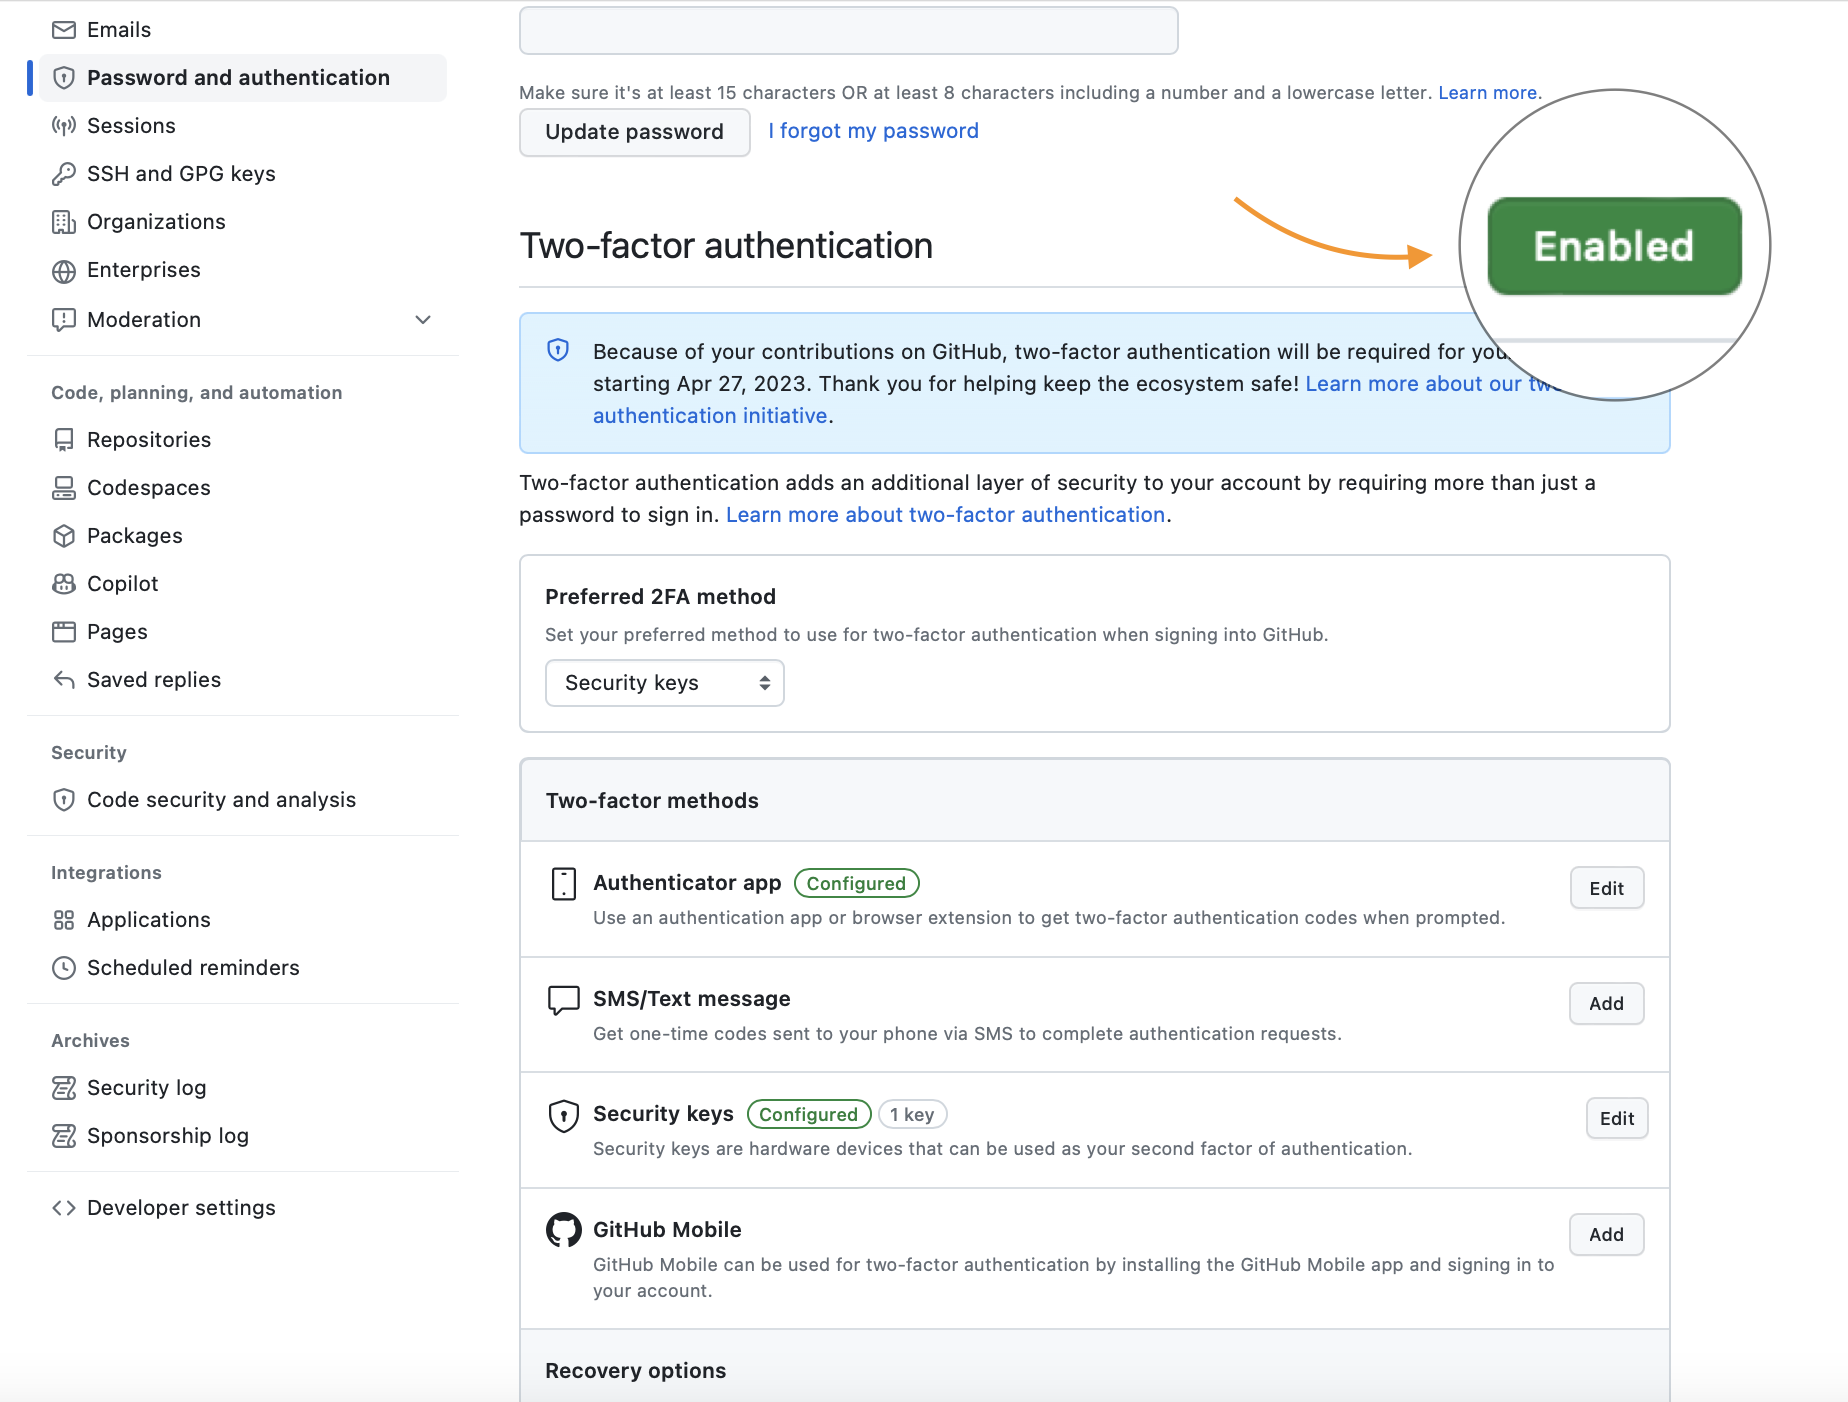 Emails
Password and authentication
Sessions
SSH and GPG keys
Organizations
Enterprises
Moderation
Code, planning, and automation
Repositories
Codespaces
Packages
Copilot
Pages
Saved replies
Security
Code security and analysis
Integrations
Applications
Scheduled reminders
Archives
Security log
Sponsorship log
Developer settings
Make sure it's at least 15 characters OR at least 8 characters including a number and a lowercase letter. Learn more.
Update password I forgot my password
Two-factor authentication
Enabled
Because of your contributions on GitHub, two-factor authentication will be required for you
starting Apr 27, 2023. Thank you for helping keep the ecosystem safe! Learn more about our
authentication initiative.
Two-factor authentication adds an additional layer of security to your account by requiring more than just a
password to sign in. Learn more about two-factor authentication.
Preferred 2FA method
Set your preferred method to use for two-factor authentication when signing into GitHub.
Security keys
Two-factor methods
Authenticator app Configured Edit
Use an authentication app or browser extension to get two-factor authentication codes when prompted.
SMS/Text message Add
Get one-time codes sent to your phone via SMS to complete authentication requests.
Security keys Configured 1 key Edit
Security keys are hardware devices that can be used as your second factor of authentication.
GitHub Mobile Add
GitHub Mobile can be used for two-factor authentication by installing the GitHub Mobile app and signing in to
your account.
Recovery options